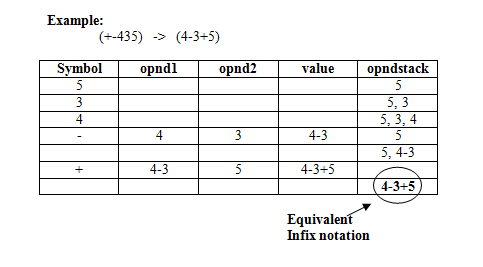 Example:
(+-435) -> (4-3+5)
Symbol opnd1 opnd2 value opndstack
5 5
3 5, 3
4 5, 3, 4
- 4 3 4-3 5
5, 4-3
+ 4-3 5 4-3+5
4-3+5
Equivalent
Infix notation